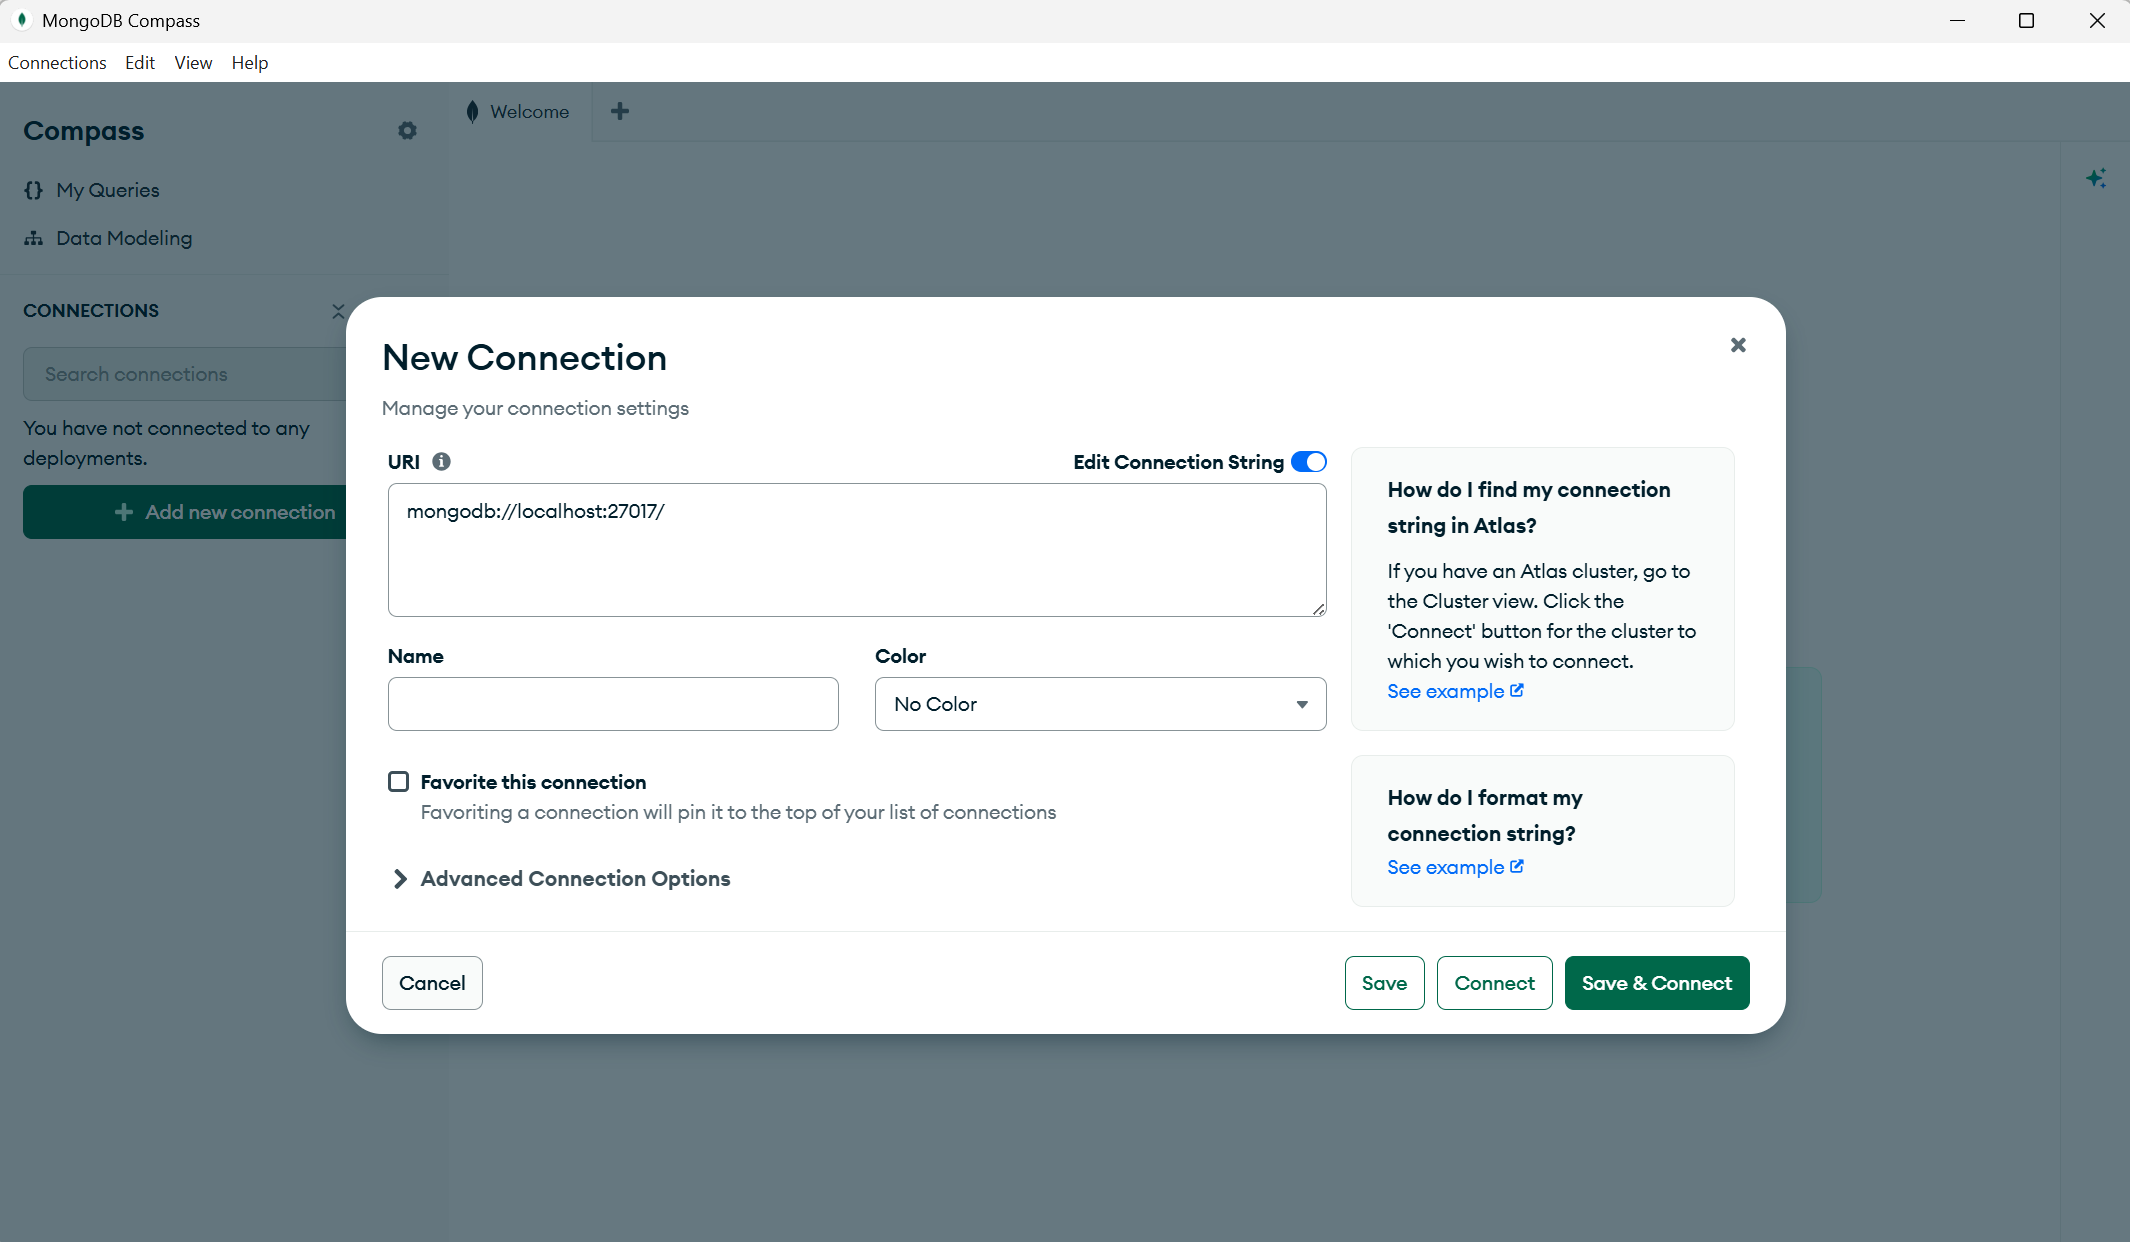 MongoDB Compass
Connections Edit View Help
Compass
Welcome
My Queries
Data Modeling
CONNECTIONS
Search connections
You have not connected to any
deployments.
Add new connection
New Connection
Manage your connection settings
URI
Edit Connection String
mongodb://localhost:27017/
Name
Color
No Color
Favorite this connection
Favoriting a connection will pin it to the top of your list of connections
Advanced Connection Options
How do I find my connection
string in Atlas?
If you have an Atlas cluster, go to
the Cluster view. Click the
'Connect' button for the cluster to
which you wish to connect.
See example
How do I format my
connection string?
See example
Cancel
Save
Connect
Save & Connect